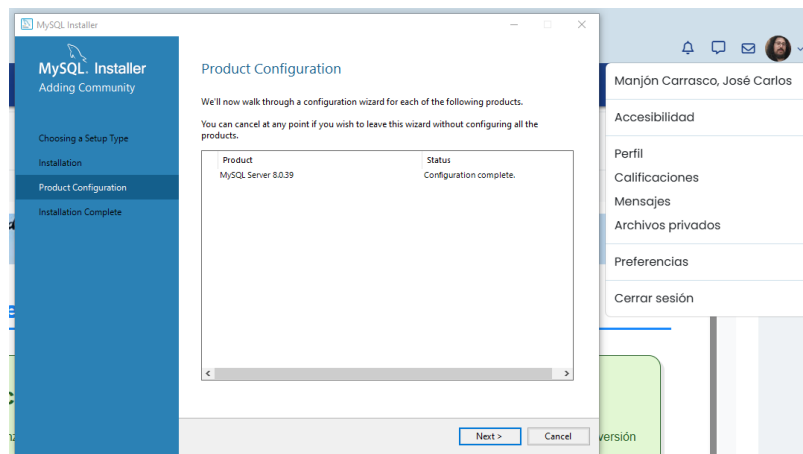 MySQL Installer
MySQL. Installer
Adding Community
Choosing a Setup Type
Installation
Product Configuration
Installation Complete
Product Configuration
We'll now walk through a configuration wizard for each of the following products.
You can cancel at any point if you wish to leave this wizard without configuring all the
products.
Product Status
MySQL Server 8.0.39 Configuration complete.
Next > Cancel
Manjón Carrasco, José Carlos
Accesibilidad
Perfil
Calificaciones
Mensajes
Archivos privados
Preferencias
Cerrar sesión
versión